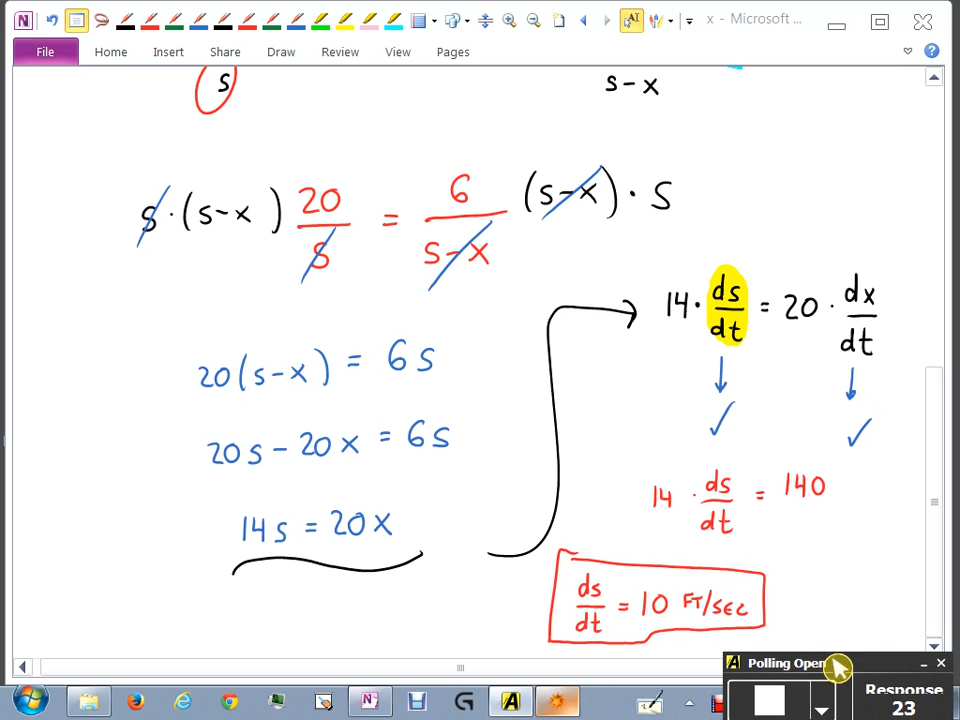 x - Microsoft ...
File Home Insert Share Draw Review View Pages
s
s-x
s·(s-x) 20/s = 6/(s-x) (s-x)·s
20(s-x) = 6s
20s - 20x = 6s
14s = 20x
14· ds/dt = 20 · dx/dt
↓ ↓
✓ ✓
14 · ds/dt = 140
ds/dt = 10 FT/SEC
Polling Open
Response
23